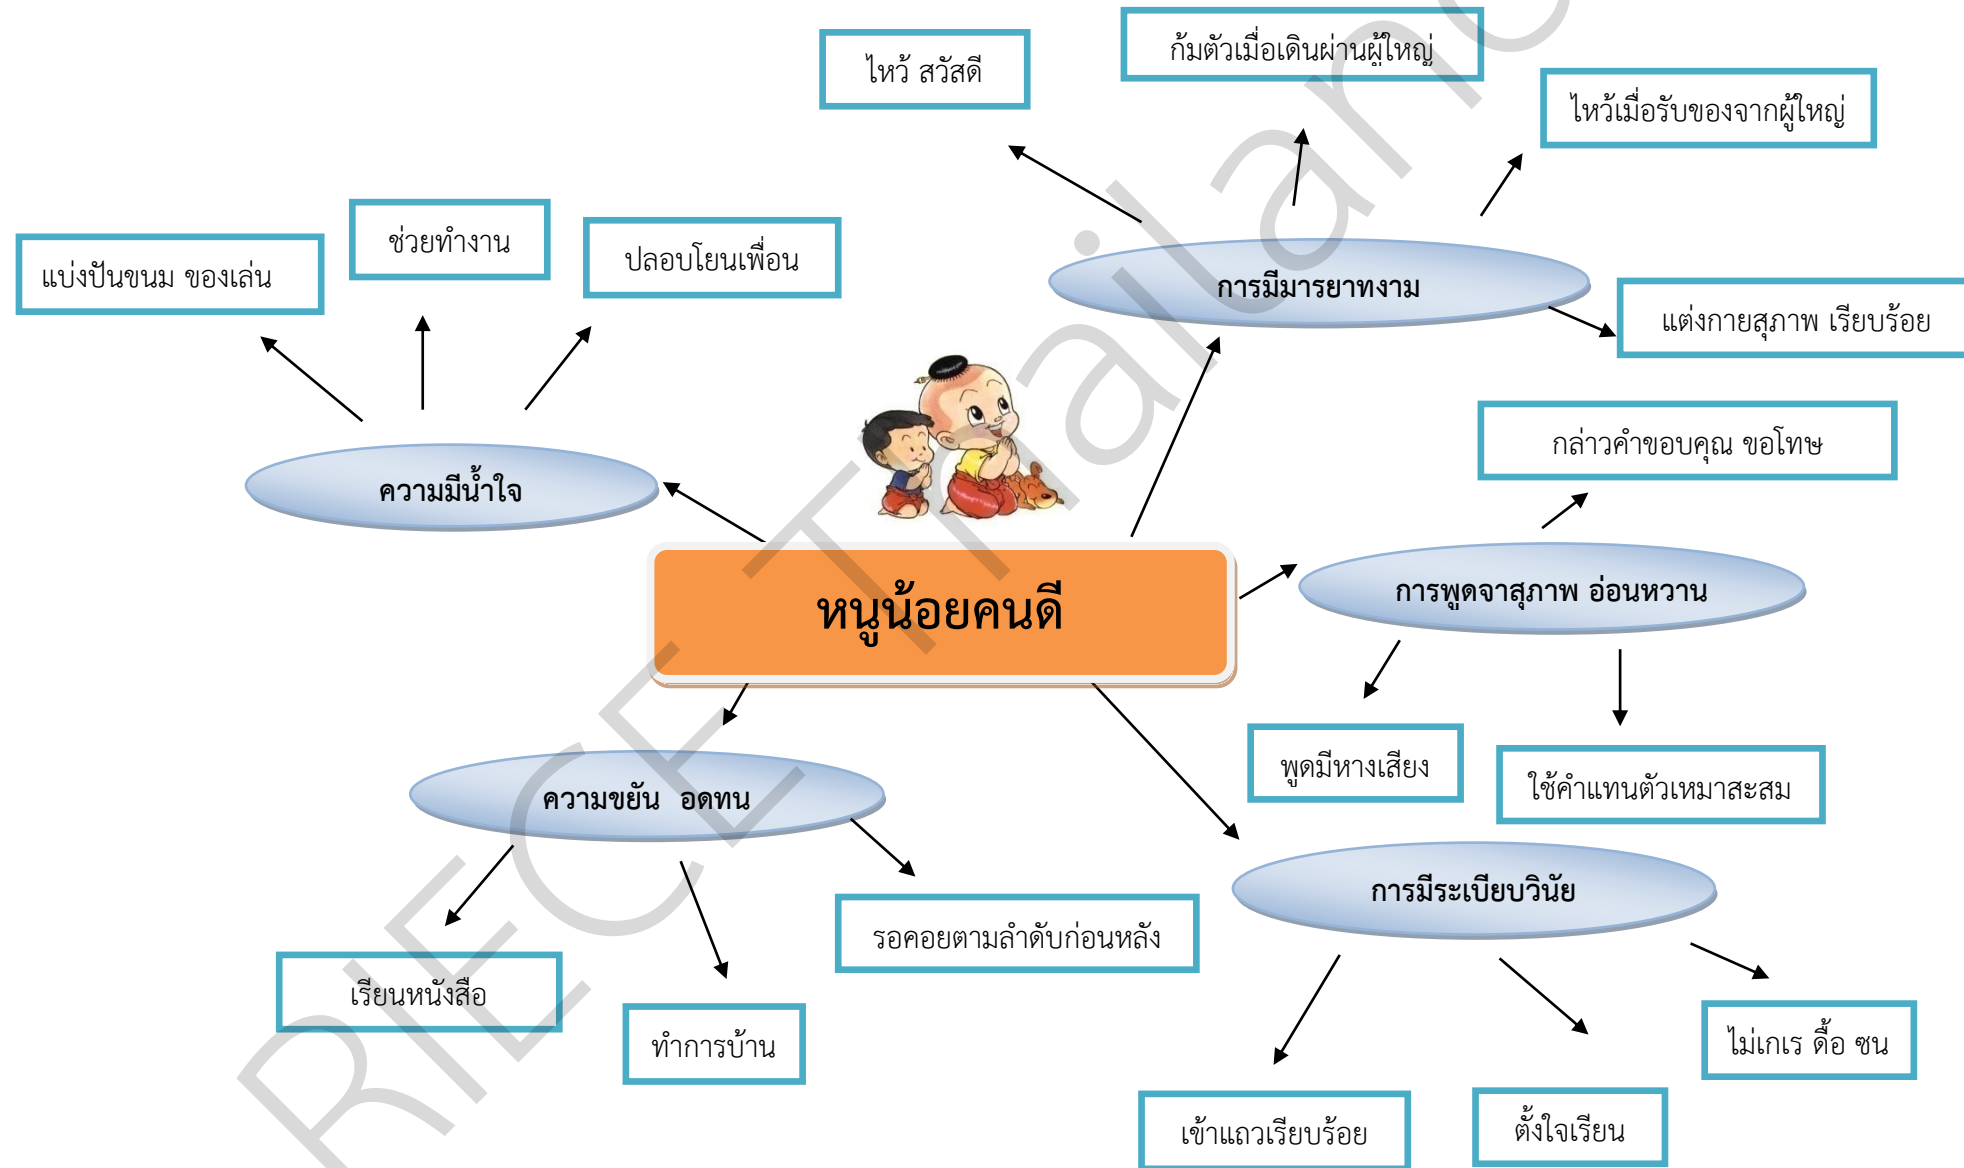 ไหว้ สวัสดี
ก้มตัวเมื่อเดินผ่านผู้ใหญ่
ไหว้เมื่อรับของจากผู้ใหญ่
แบ่งปันขนม ของเล่น
ช่วยทำงาน
ปลอบโยนเพื่อน
การมีมารยาทงาม
แต่งกายสุภาพ เรียบร้อย
กล่าวคำขอบคุณ ขอโทษ
ความมีน้ำใจ
หนูน้อยคนดี
การพูดจาสุภาพ อ่อนหวาน
พูดมีหางเสียง
ใช้คำแทนตัวเหมาสะสม
ความขยัน อดทน
การมีระเบียบวินัย
รอคอยตามลำดับก่อนหลัง
เรียนหนังสือ
ทำการบ้าน
ไม่เกเร ดื้อ ซน
เข้าแถวเรียบร้อย
ตั้งใจเรียน
RIECE Thailand